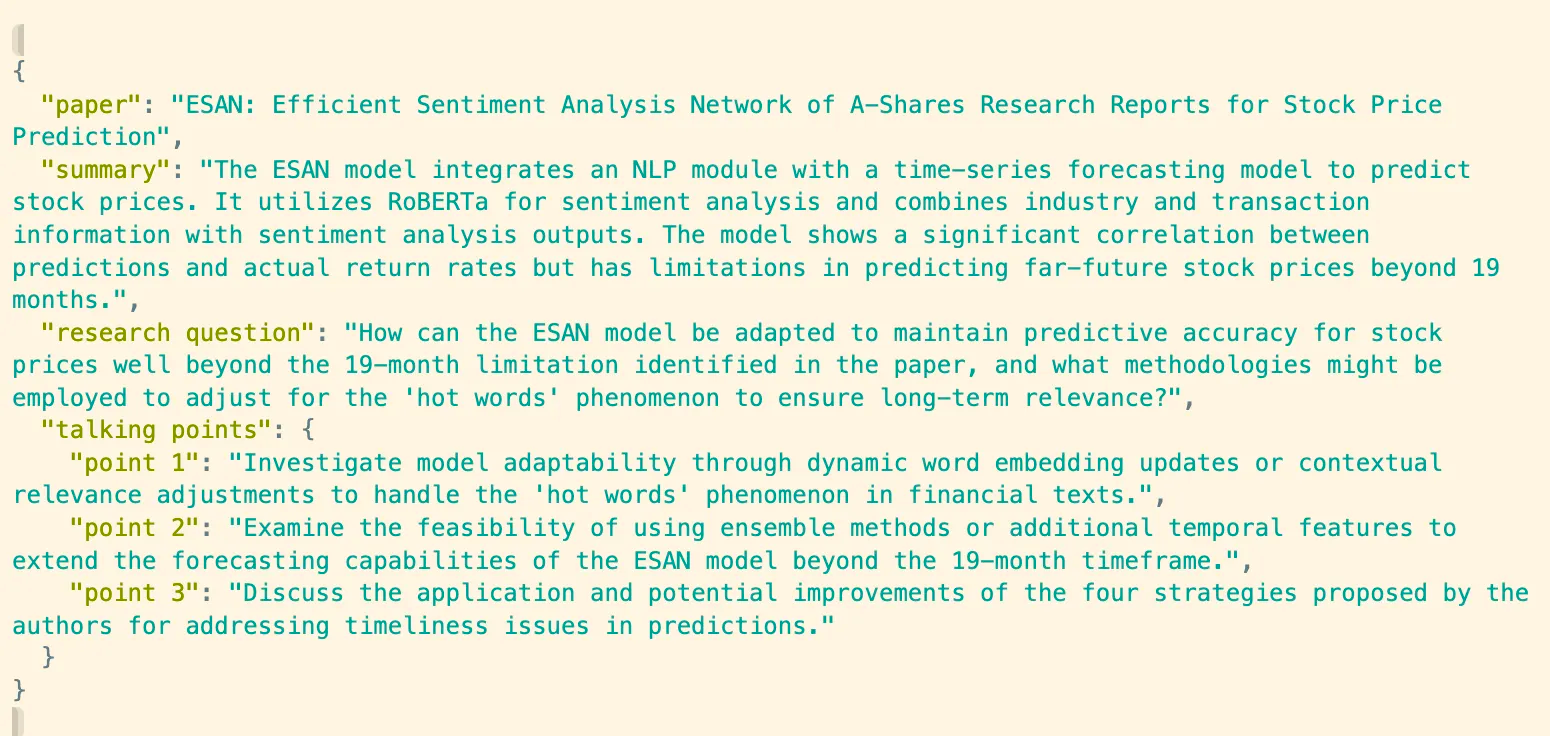 {
  "paper": "ESAN: Efficient Sentiment Analysis Network of A-Shares Research Reports for Stock Price
Prediction",
  "summary": "The ESAN model integrates an NLP module with a time-series forecasting model to predict
stock prices. It utilizes RoBERTa for sentiment analysis and combines industry and transaction
information with sentiment analysis outputs. The model shows a significant correlation between
predictions and actual return rates but has limitations in predicting far-future stock prices beyond 19
months.",
  "research question": "How can the ESAN model be adapted to maintain predictive accuracy for stock
prices well beyond the 19-month limitation identified in the paper, and what methodologies might be
employed to adjust for the 'hot words' phenomenon to ensure long-term relevance?",
  "talking points": {
    "point 1": "Investigate model adaptability through dynamic word embedding updates or contextual
relevance adjustments to handle the 'hot words' phenomenon in financial texts.",
    "point 2": "Examine the feasibility of using ensemble methods or additional temporal features to
extend the forecasting capabilities of the ESAN model beyond the 19-month timeframe.",
    "point 3": "Discuss the application and potential improvements of the four strategies proposed by the
authors for addressing timeliness issues in predictions."
  }
}